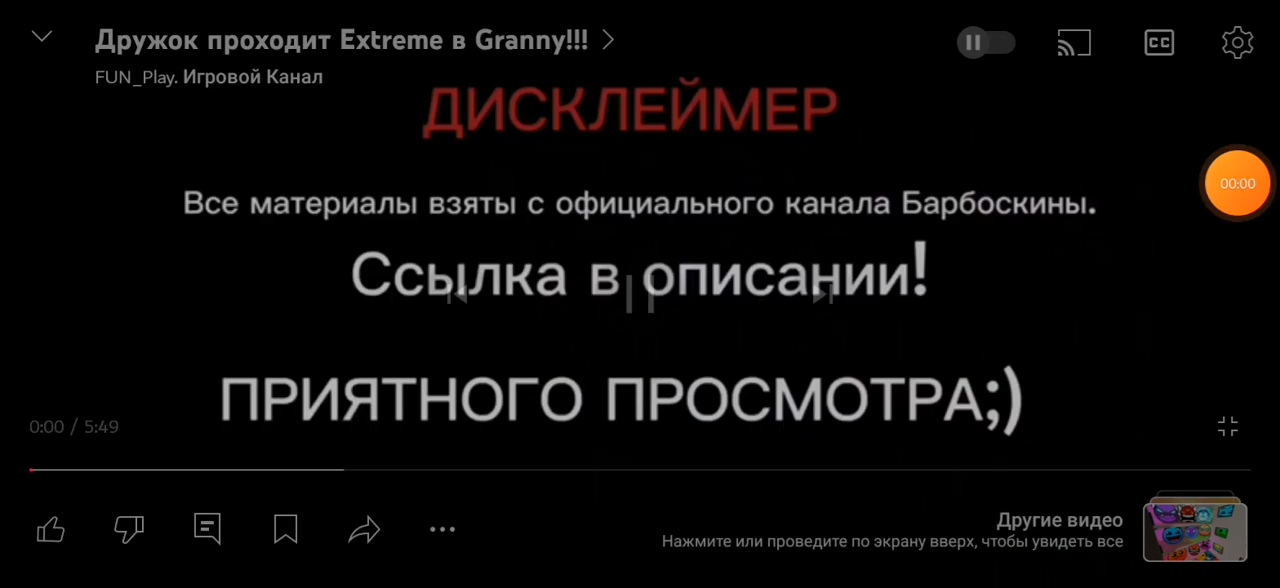 Дружок проходит Extreme в Granny!!!
FUN_Play. Игровой Канал
CC
ДИСКЛЕЙМЕР
00:00
Все материалы взяты с официального канала Барбоскины.
Ссылка в описании!
ПРИЯТНОГО ПРОСМОТРА;)
0:00 / 5:49
Другие видео
Нажмите или проведите по экрану вверх, чтобы увидеть все